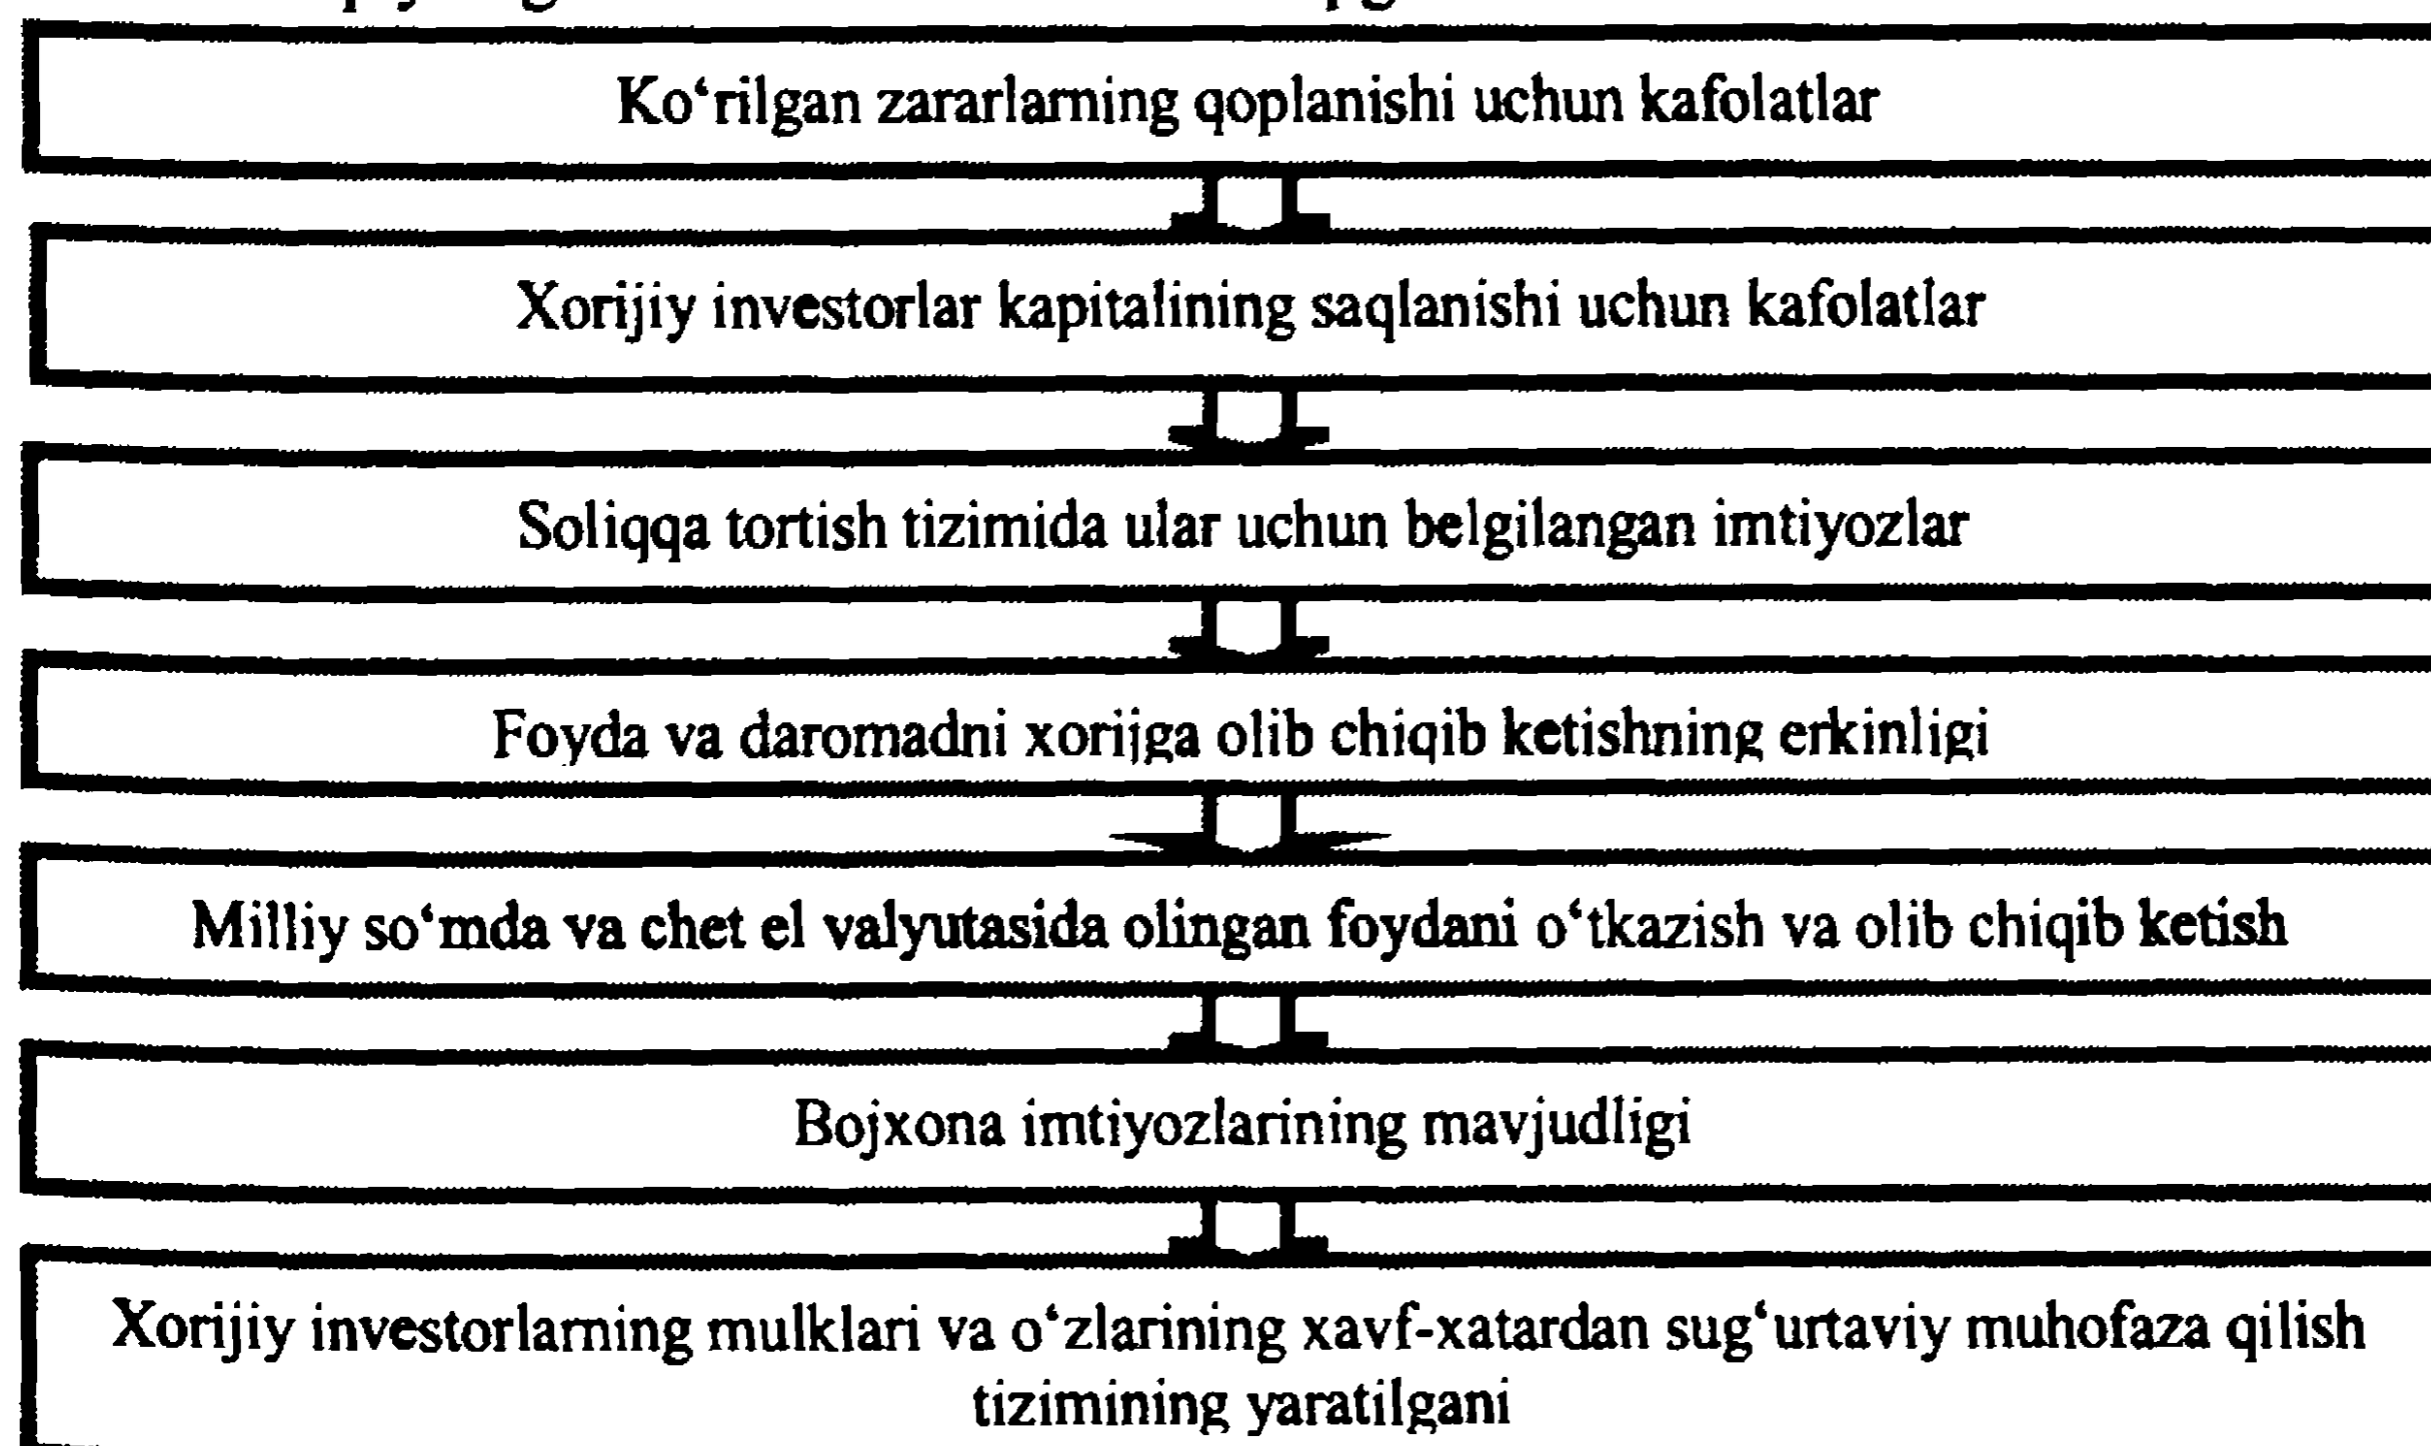 Ko‘rilgan zararlarning qoplanishi uchun kafolatlar
Xorijiy investorlar kapitalining saqlanishi uchun kafolatlar
Soliqqa tortish tizimida ular uchun belgilangan imtiyozlar
Foyda va daromadni xorijga olib chiqib ketishning erkinligi
Milliy so‘mda va chet el valyutasida olingan foydani o‘tkazish va olib chiqib ketish
Bojxona imtiyozlarining mavjudligi
Xorijiy investorlarning mulklari va o‘zlarining xavf-xatardan sug‘urtaviy muhofaza qilish
tizimining yaratilgani